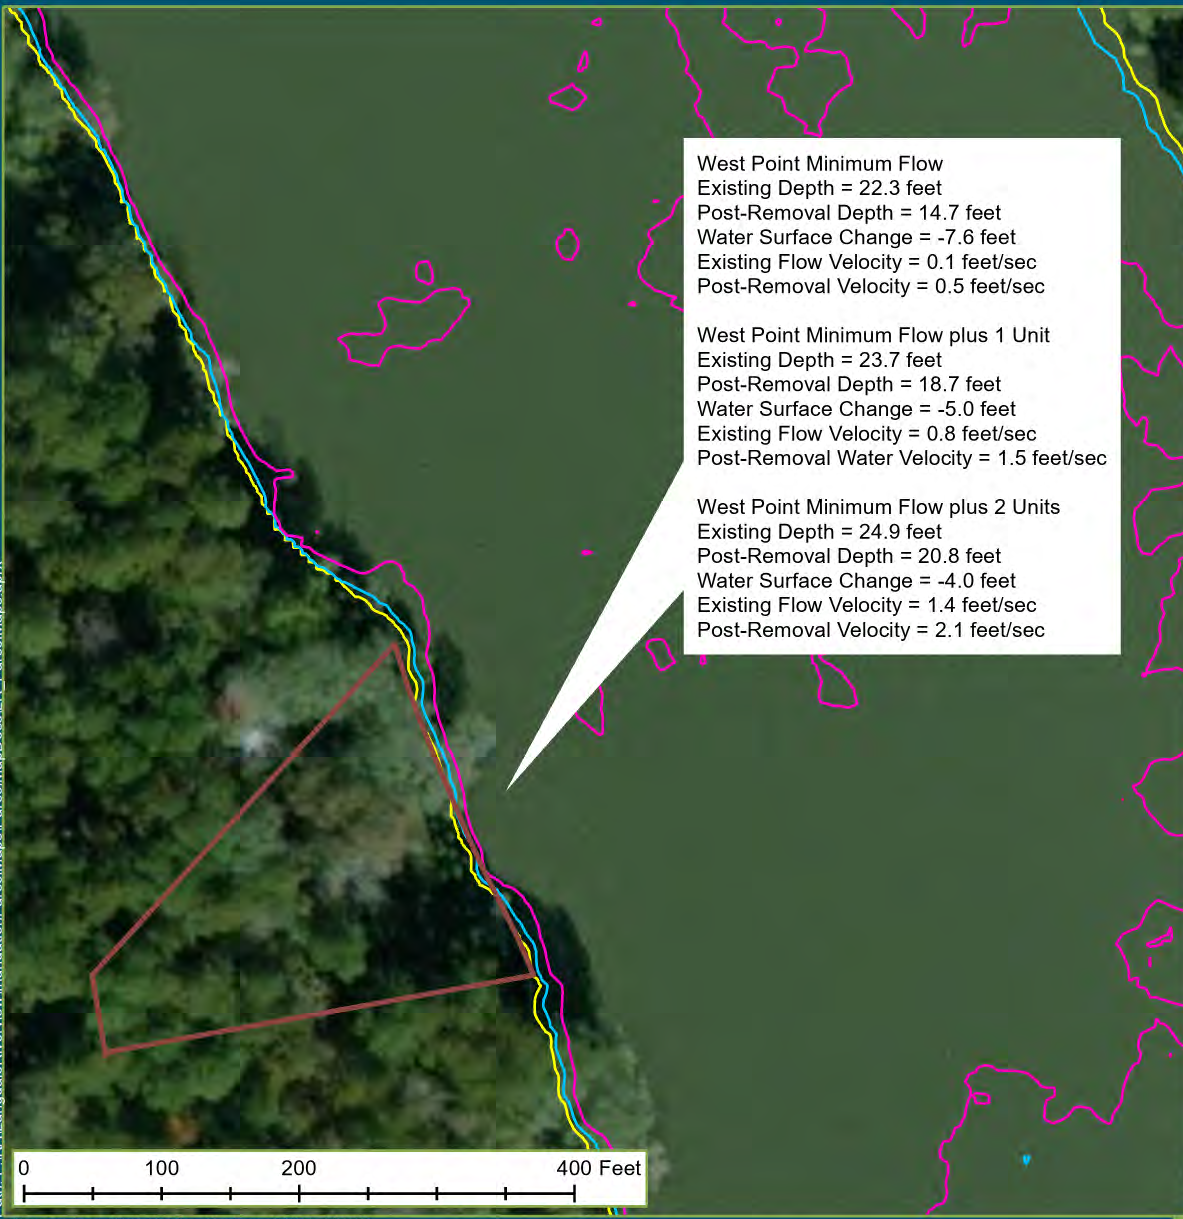 West Point Minimum Flow
Existing Depth = 22.3 feet
Post-Removal Depth = 14.7 feet
Water Surface Change = -7.6 feet
Existing Flow Velocity = 0.1 feet/sec
Post-Removal Velocity = 0.5 feet/sec
West Point Minimum Flow plus 1 Unit
Existing Depth = 23.7 feet
Post-Removal Depth = 18.7 feet
Water Surface Change = -5.0 feet
Existing Flow Velocity = 0.8 feet/sec
Post-Removal Water Velocity = 1.5 feet/sec
West Point Minimum Flow plus 2 Units
Existing Depth = 24.9 feet
Post-Removal Depth = 20.8 feet
Water Surface Change = -4.0 feet
Existing Flow Velocity = 1.4 feet/sec
Post-Removal Velocity = 2.1 feet/sec
0 100 200 400 Feet